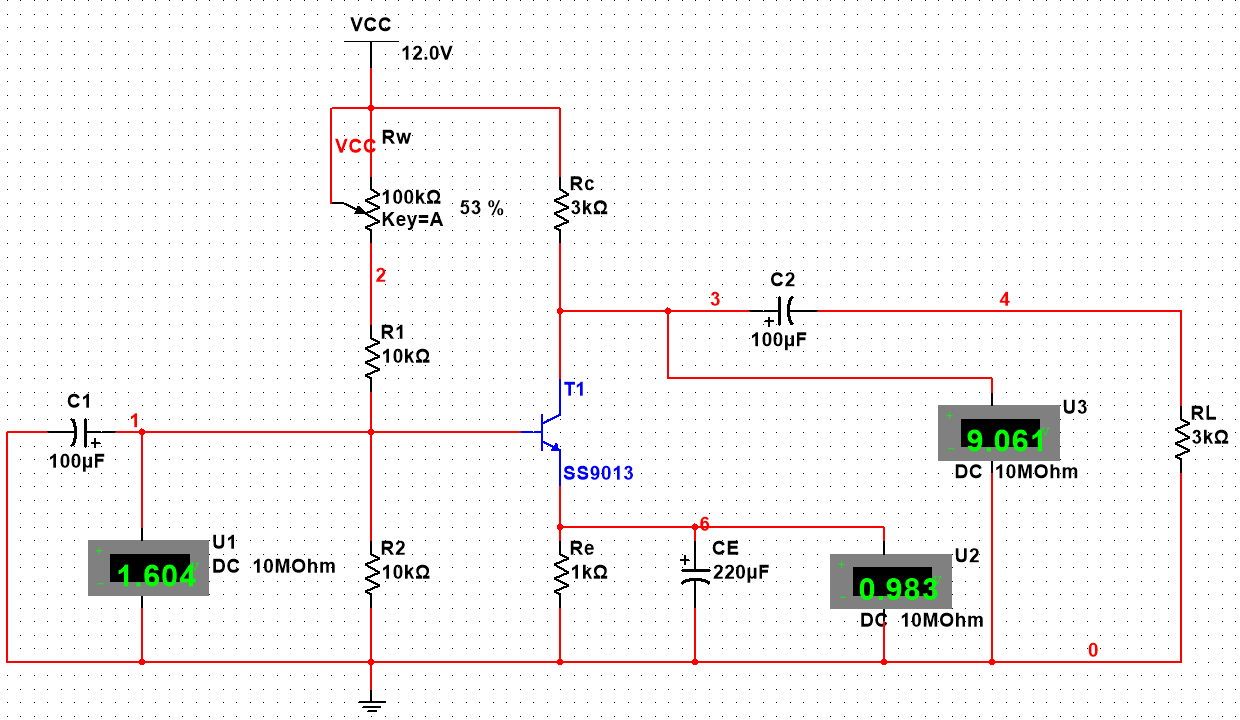 VCC
12.0V
VCC
Rw
100kΩ
Key=A
53 %
Rc
3kΩ
2
R1
10kΩ
C2
100µF
3
4
T1
SS9013
C1
100µF
1
U3
9.061
DC 10MOhm
RL
3kΩ
U1
1.604
DC 10MOhm
R2
10kΩ
Re
1kΩ
6
CE
220µF
U2
0.983
DC 10MOhm
0